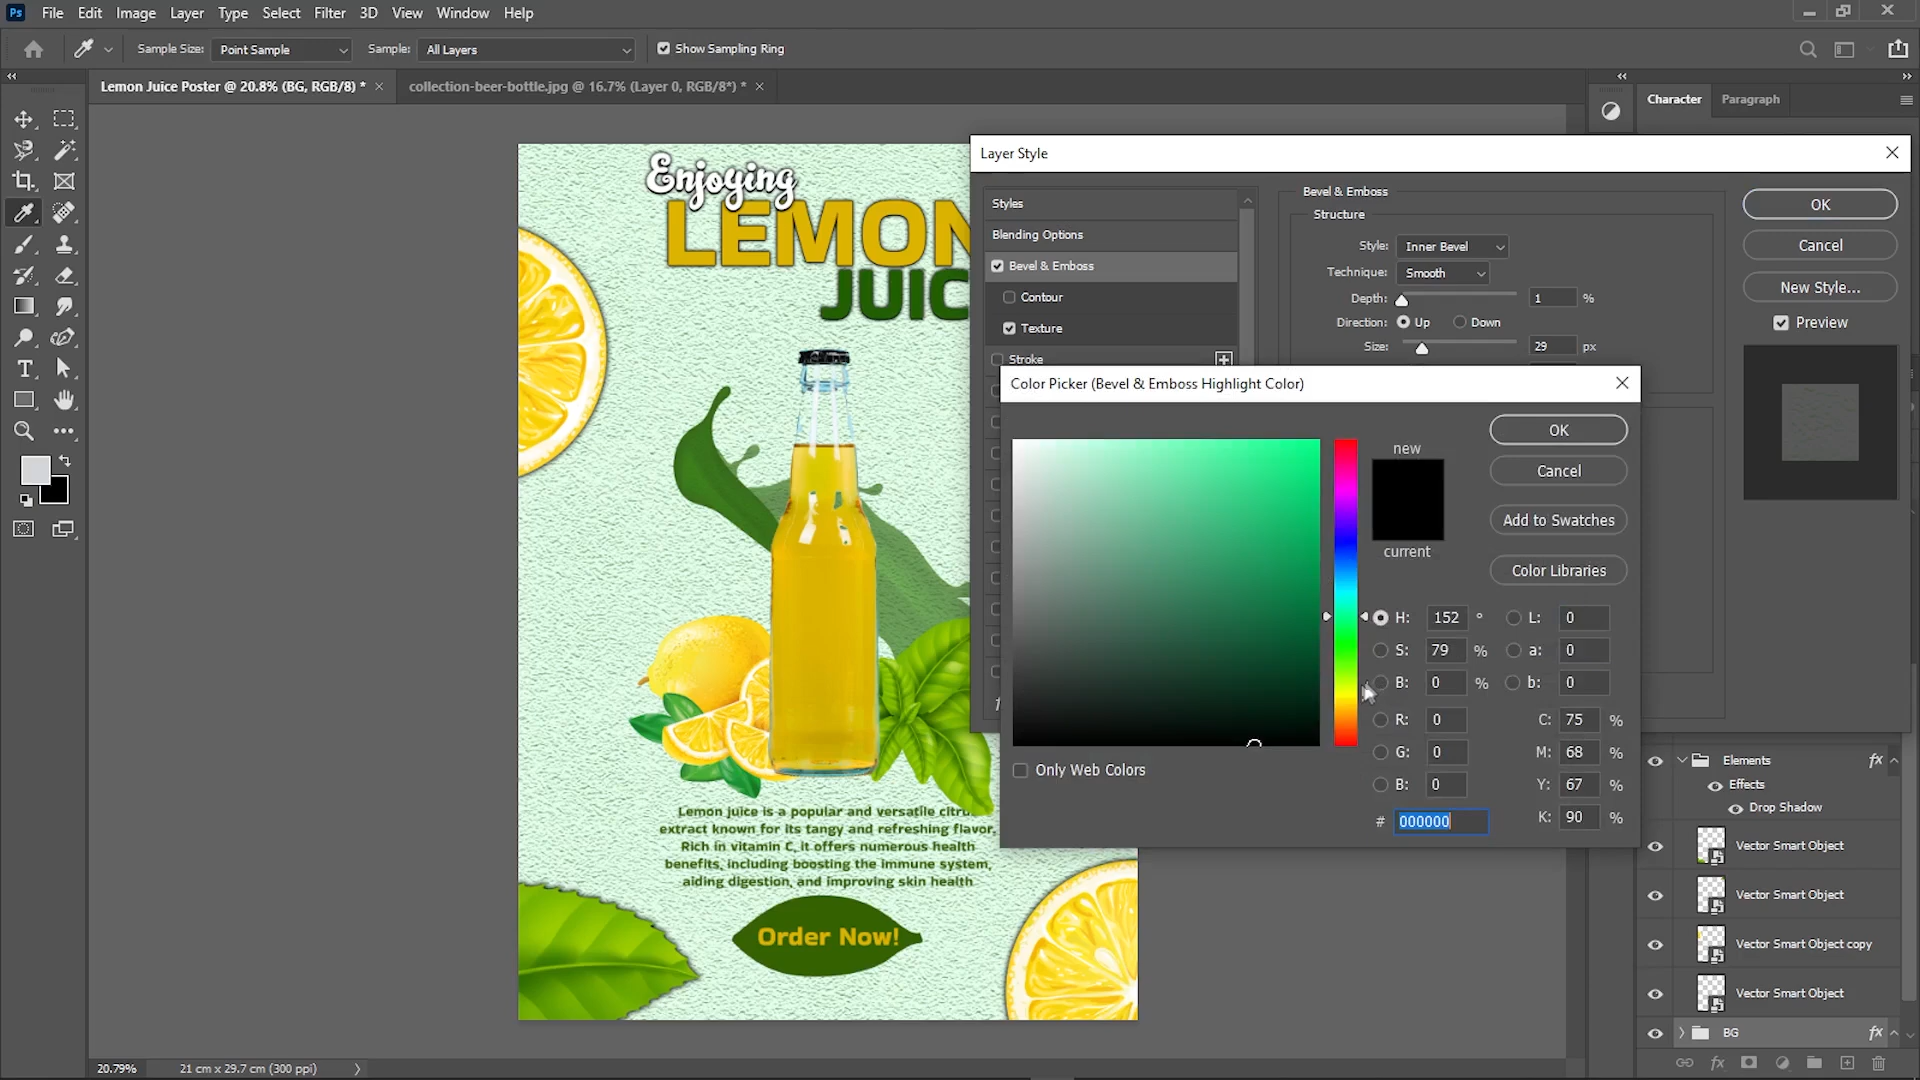 Ps File Edit Image Layer Type Select Filter 3D View Window Help
Sample Size: Point Sample Sample: All Layers Show Sampling Ring
Lemon Juice Poster @ 20.8% (BG, RGB/8) * × collection-beer-bottle.jpg @ 16.7% (Layer 0, RGB/8*) * ×
Character Paragraph
Enjoying
LEMON
JUIC
Lemon juice is a popular and versatile citru
extract known for its tangy and refreshing flavor.
Rich in vitamin C, it offers numerous health
benefits, including boosting the immune system,
aiding digestion, and improving skin health
Order Now!
Layer Style
Styles
Blending Options
Bevel & Emboss
Contour
Texture
Stroke
Bevel & Emboss
Structure
Style: Inner Bevel
Technique: Smooth
Depth: 1 %
Direction: Up Down
Size: 29 px
OK
Cancel
New Style...
Preview
Color Picker (Bevel & Emboss Highlight Color)
new
current
OK
Cancel
Add to Swatches
Color Libraries
H: 152 ° L: 0
S: 79 % a: 0
B: 0 % b: 0
R: 0 C: 75 %
G: 0 M: 68 %
B: 0 Y: 67 %
# 000000 K: 90 %
Only Web Colors
Elements fx
Effects
Drop Shadow
Vector Smart Object
Vector Smart Object
Vector Smart Object copy
Vector Smart Object
BG fx
20.79% 21 cm x 29.7 cm (300 ppi)